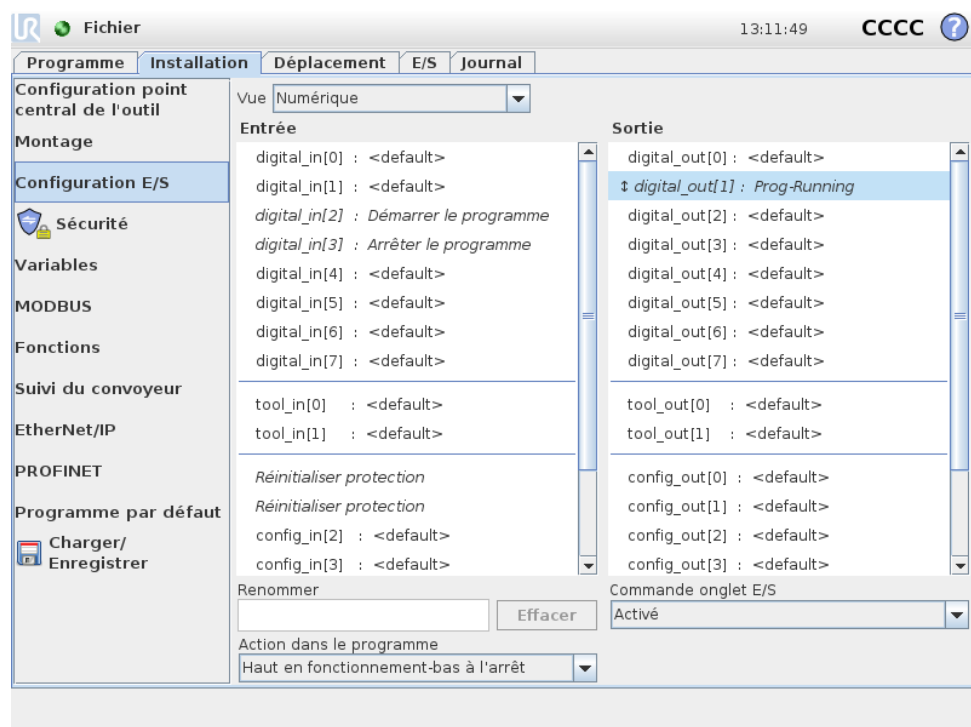 UR Fichier 13:11:49 CCCC ?
Programme Installation Déplacement E/S Journal
Configuration point
central de l'outil
Montage
Configuration E/S
Sécurité
Variables
MODBUS
Fonctions
Suivi du convoyeur
EtherNet/IP
PROFINET
Programme par défaut
Charger/
Enregistrer
Vue Numérique
Entrée
digital_in[0] : <default>
digital_in[1] : <default>
digital_in[2] : Démarrer le programme
digital_in[3] : Arrêter le programme
digital_in[4] : <default>
digital_in[5] : <default>
digital_in[6] : <default>
digital_in[7] : <default>
tool_in[0] : <default>
tool_in[1] : <default>
Réinitialiser protection
Réinitialiser protection
config_in[2] : <default>
config_in[3] : <default>
Renommer
Effacer
Action dans le programme
Haut en fonctionnement-bas à l'arrêt
Sortie
digital_out[0] : <default>
↕ digital_out[1] : Prog-Running
digital_out[2] : <default>
digital_out[3] : <default>
digital_out[4] : <default>
digital_out[5] : <default>
digital_out[6] : <default>
digital_out[7] : <default>
tool_out[0] : <default>
tool_out[1] : <default>
config_out[0] : <default>
config_out[1] : <default>
config_out[2] : <default>
config_out[3] : <default>
Commande onglet E/S
Activé